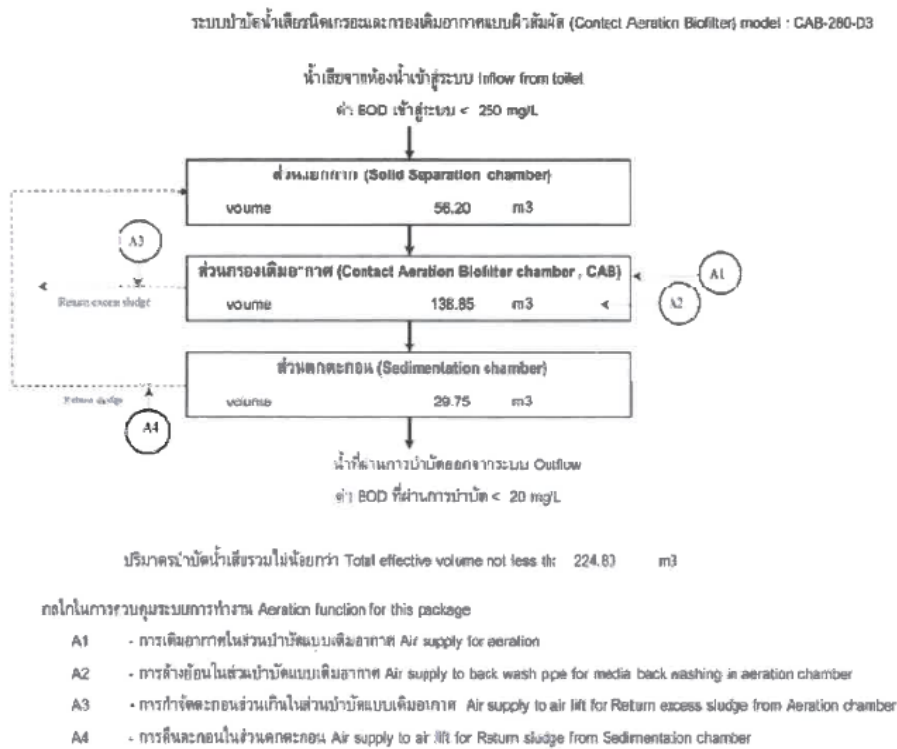 ระบบบำบัดน้ำเสียชนิดเกรอะและกรองเติมอากาศแบบผิวสัมผัส (Contact Aeration Biofilter) model : CAB-280-D3
น้ำเสียจากห้องน้ำเข้าสู่ระบบ Inflow from toilet
ค่า BOD เข้าสู่ระบบ < 250 mg/L
ส่วนแยกกาก (Solid Separation chamber)
voume 56.20 m3
A3
ส่วนกรองเติมอากาศ (Contact Aeration Biofilter chamber , CAB)
A1
Return excess sludge
voume 138.85 m3
A2
ส่วนตกตะกอน (Sedimentation chamber)
Return sludge
volume 29.75 m3
A4
น้ำที่ผ่านการบำบัดออกจากระบบ Outflow
ค่า BOD ที่ผ่านการบำบัด < 20 mg/L
ปริมาตรบำบัดน้ำเสียรวมไม่น้อยกว่า Total effective volume not less th: 224.80 m3
กลไกในการควบคุมระบบการทำงาน Aeration function for this package
A1 - การเติมอากาศในส่วนบำบัดแบบเติมอากาศ Air supply for aeration
A2 - การล้างย้อนในส่วนบำบัดแบบเติมอากาศ Air supply to back wash pipe for media back washing in aeration chamber
A3 - การกำจัดตะกอนส่วนเกินในส่วนบำบัดแบบเติมอากาศ Air supply to air lift for Return excess sludge from Aeration chamber
A4 - การคืนตะกอนในส่วนตกตะกอน Air supply to air lift for Return sludge from Sedimentation chamber